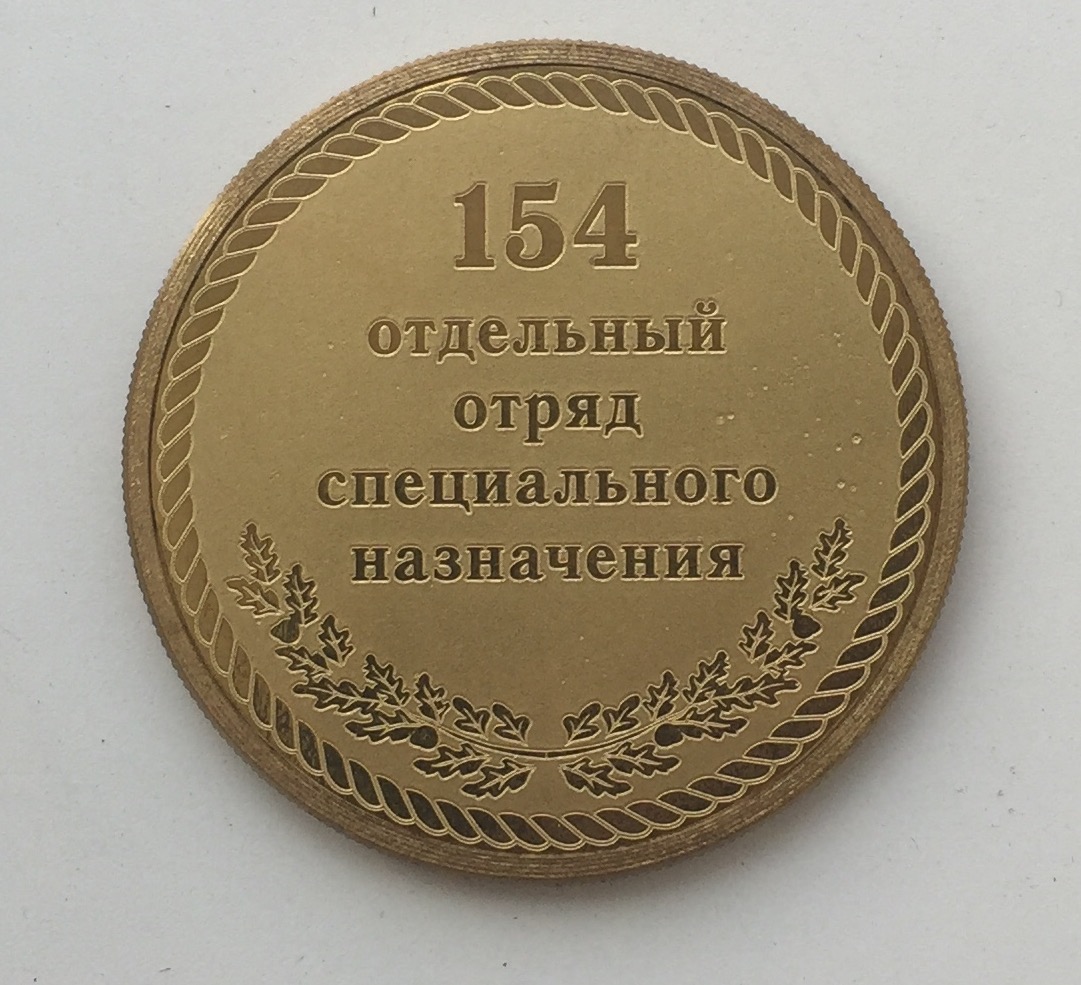 154
отдельный
отряд
специального
назначения